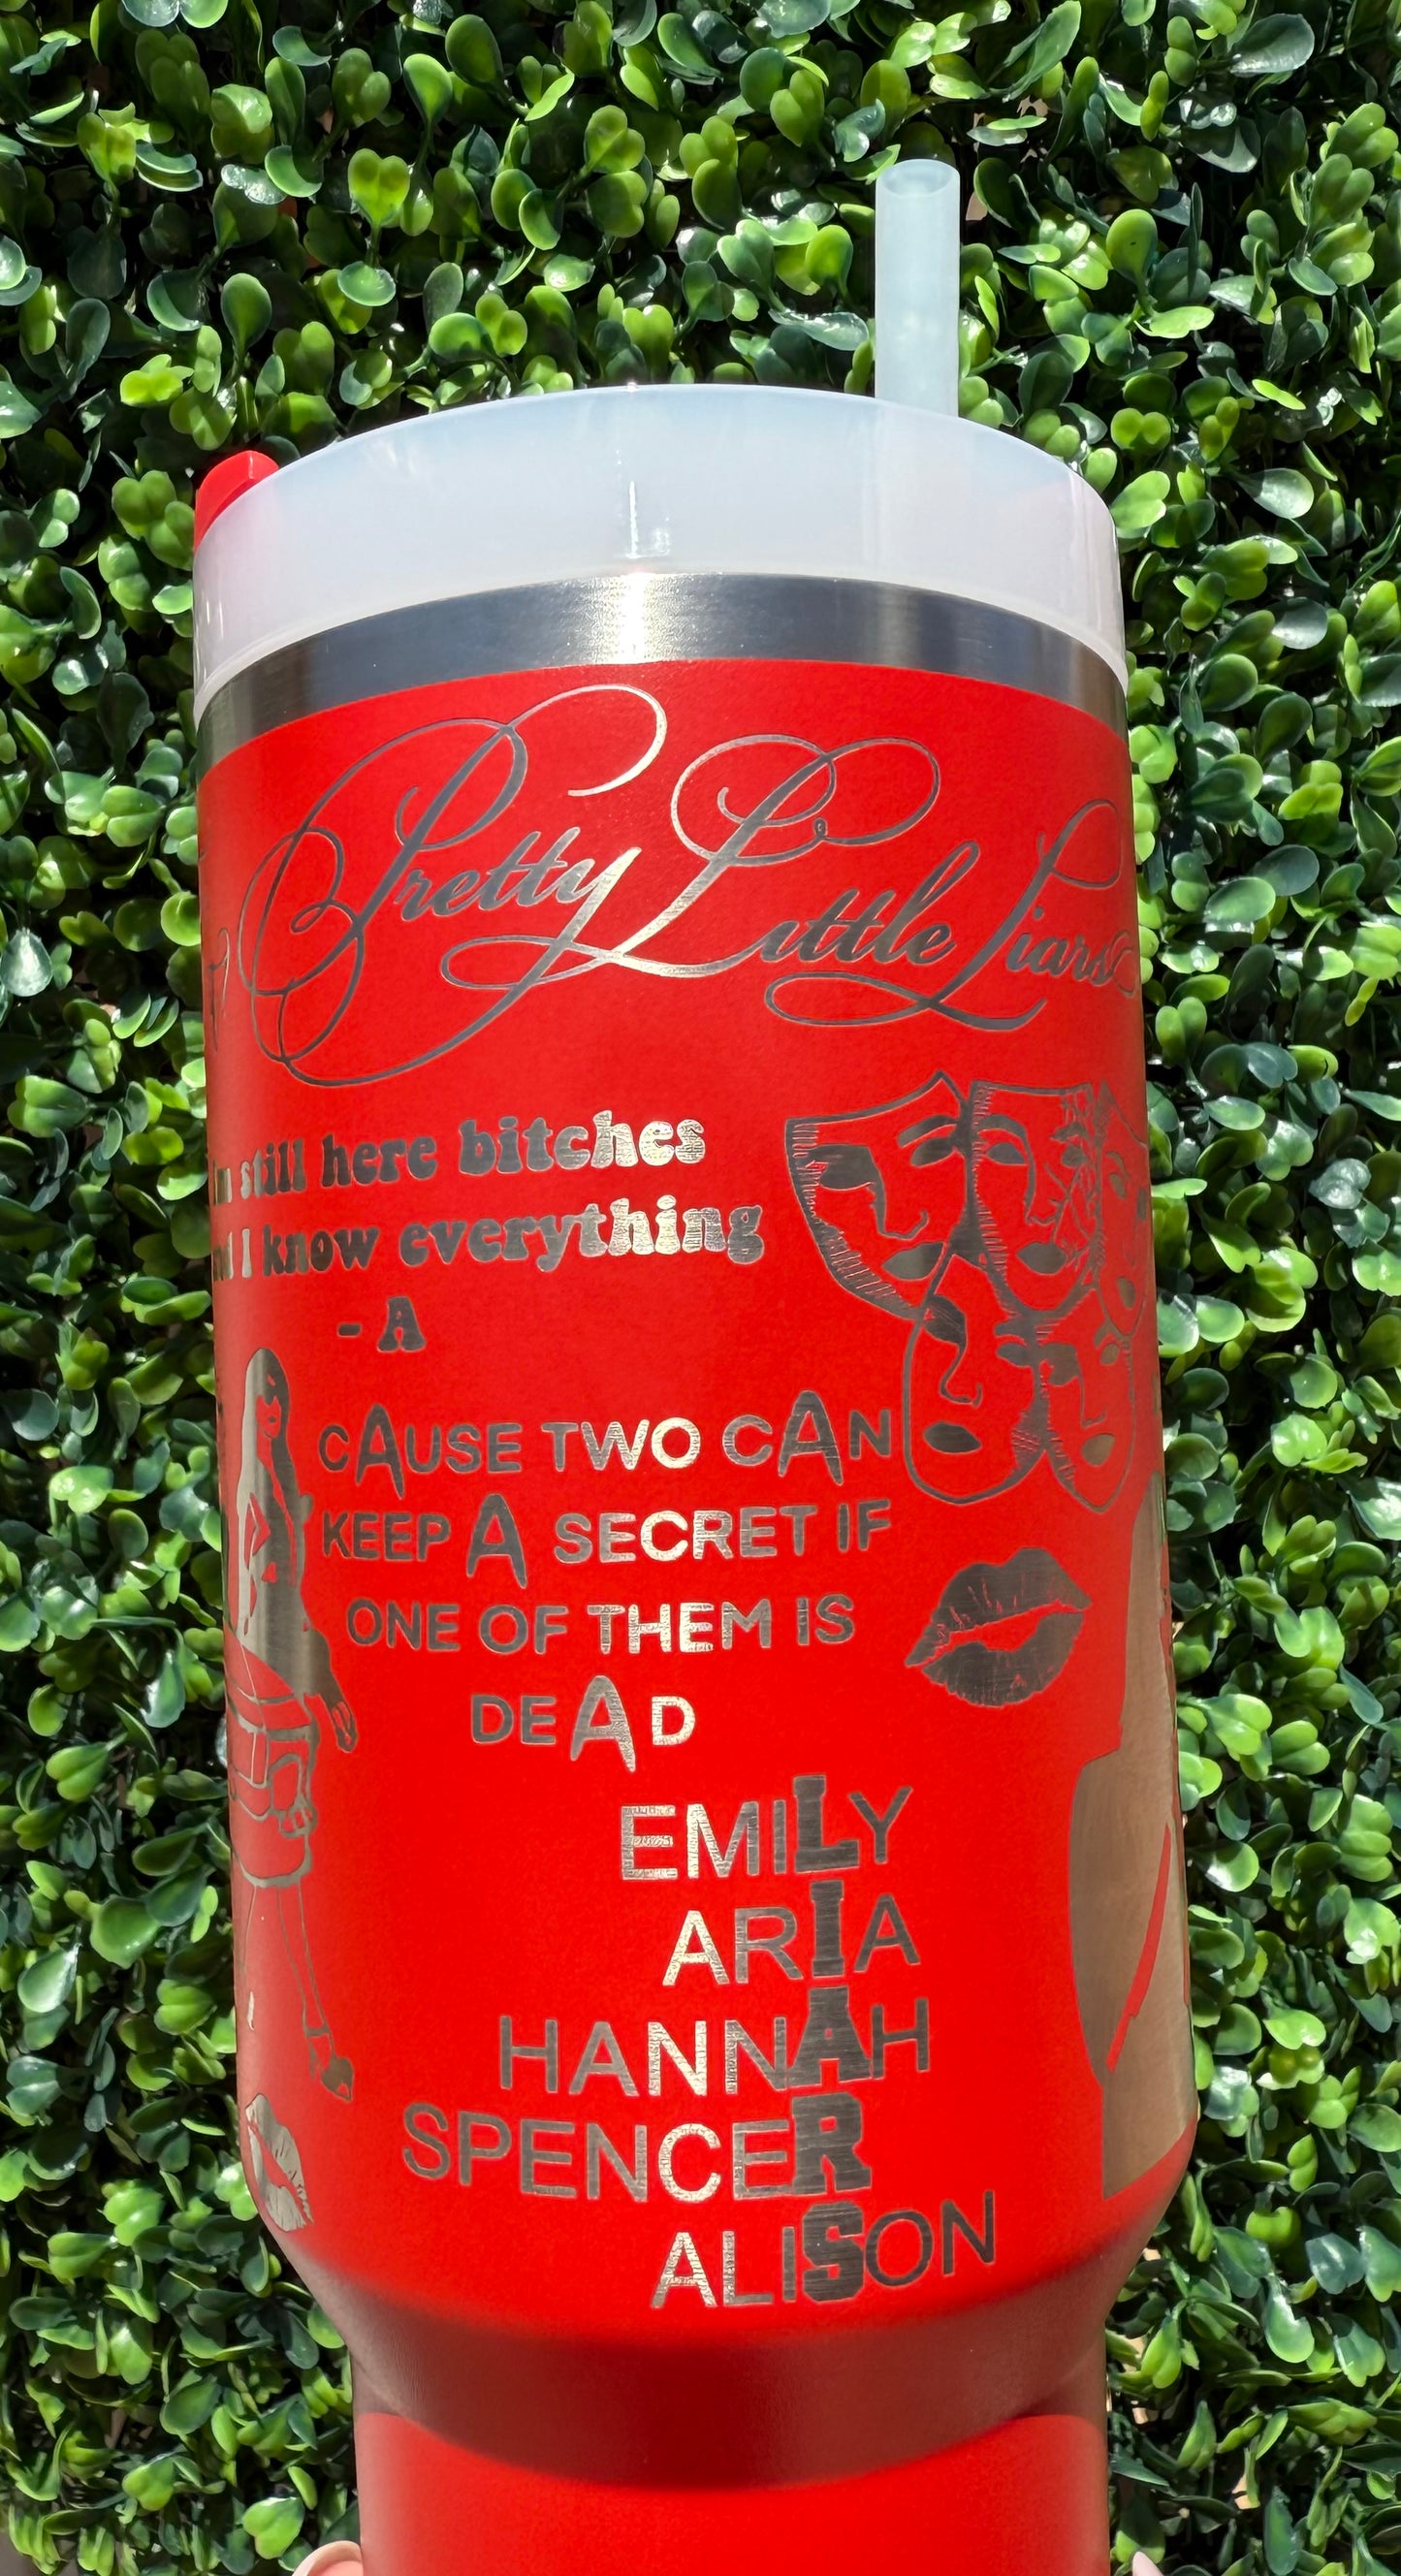 Pretty Little Liars
still here bitches
I know everything
- A
CAUSE TWO CAN
KEEP A SECRET IF
ONE OF THEM IS
DEAD
EMILY
ARIA
HANNAH
SPENCER
ALISON